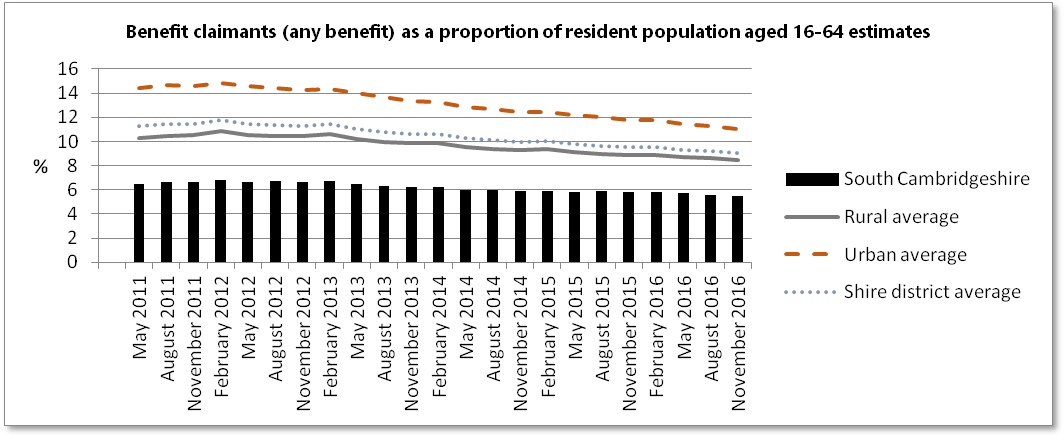 Benefit claimants (any benefit) as a proportion of resident population aged 16-64 estimates
16
14
12
10
8
6
4
2
0
%
May 2011
August 2011
November 2011
February 2012
May 2012
August 2012
November 2012
February 2013
May 2013
August 2013
November 2013
February 2014
May 2014
August 2014
November 2014
February 2015
May 2015
August 2015
November 2015
February 2016
May 2016
August 2016
November 2016
South Cambridgeshire
Rural average
Urban average
Shire district average